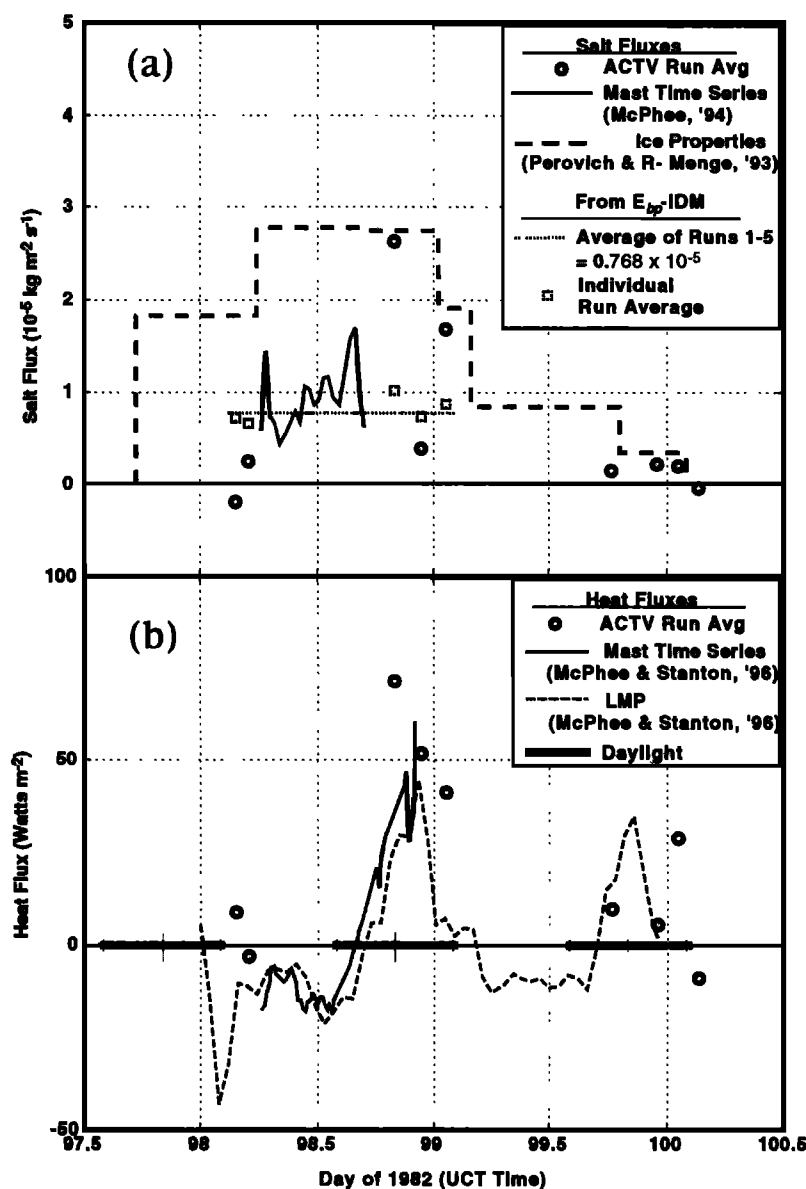 (a)
Salt Fluxes
ACTV Run Avg
Mast Time Series
(McPhee, '94)
Ice Properties
(Perovich & R- Menge, '93)
From E_bp-IDM
Average of Runs 1-5
= 0.768 x 10^-5
Individual
Run Average
5
4
3
2
1
0
Salt Flux (10^-5 kg m^-2 s^-1)
(b)
Heat Fluxes
ACTV Run Avg
Mast Time Series
(McPhee & Stanton, '96)
LMP
(McPhee & Stanton, '96)
Daylight
100
50
0
-50
Heat Flux (Watts m^-2)
97.5 98 98.5 99 99.5 100 100.5
Day of 1982 (UCT Time)